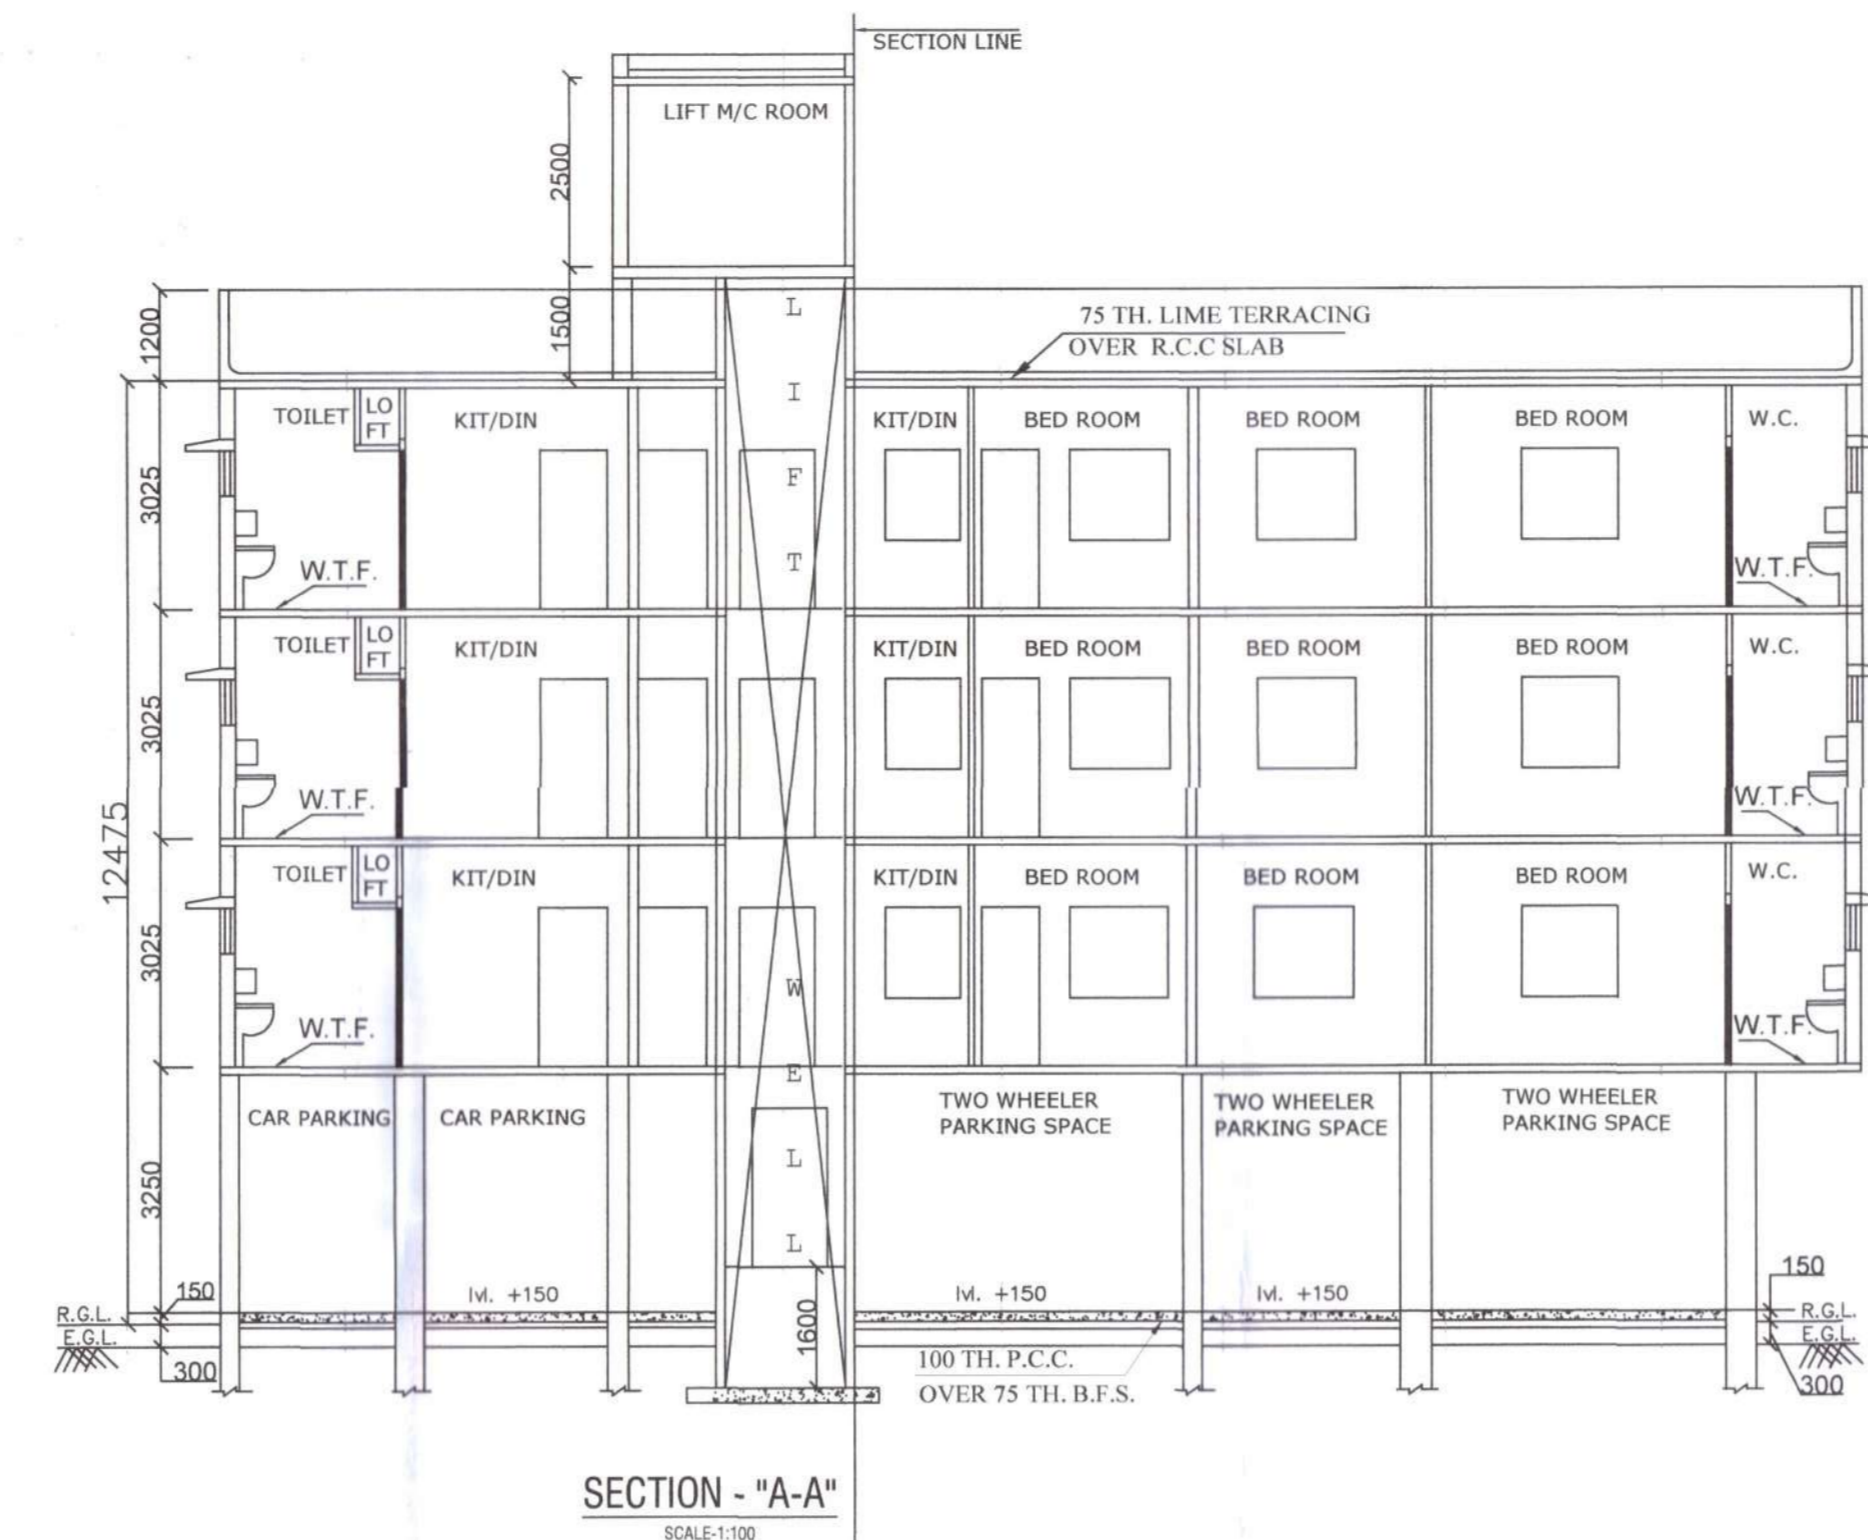 SECTION LINE
LIFT M/C ROOM
2500
1500
1200
75 TH. LIME TERRACING
OVER R.C.C SLAB
L
I
F
T
TOILET
LO
FT
KIT/DIN
KIT/DIN
BED ROOM
BED ROOM
BED ROOM
W.C.
3025
W.T.F.
W.T.F.
TOILET
LO
FT
KIT/DIN
KIT/DIN
BED ROOM
BED ROOM
BED ROOM
W.C.
3025
W.T.F.
W.T.F.
12475
TOILET
LO
FT
KIT/DIN
KIT/DIN
BED ROOM
BED ROOM
BED ROOM
W.C.
3025
W.T.F.
W.T.F.
W
E
L
L
CAR PARKING
CAR PARKING
TWO WHEELER
PARKING SPACE
TWO WHEELER
PARKING SPACE
TWO WHEELER
PARKING SPACE
3250
150
lvl. +150
lvl. +150
lvl. +150
150
R.G.L.
R.G.L.
E.G.L.
E.G.L.
300
1600
300
100 TH. P.C.C.
OVER 75 TH. B.F.S.
SECTION - "A-A"
SCALE-1:100